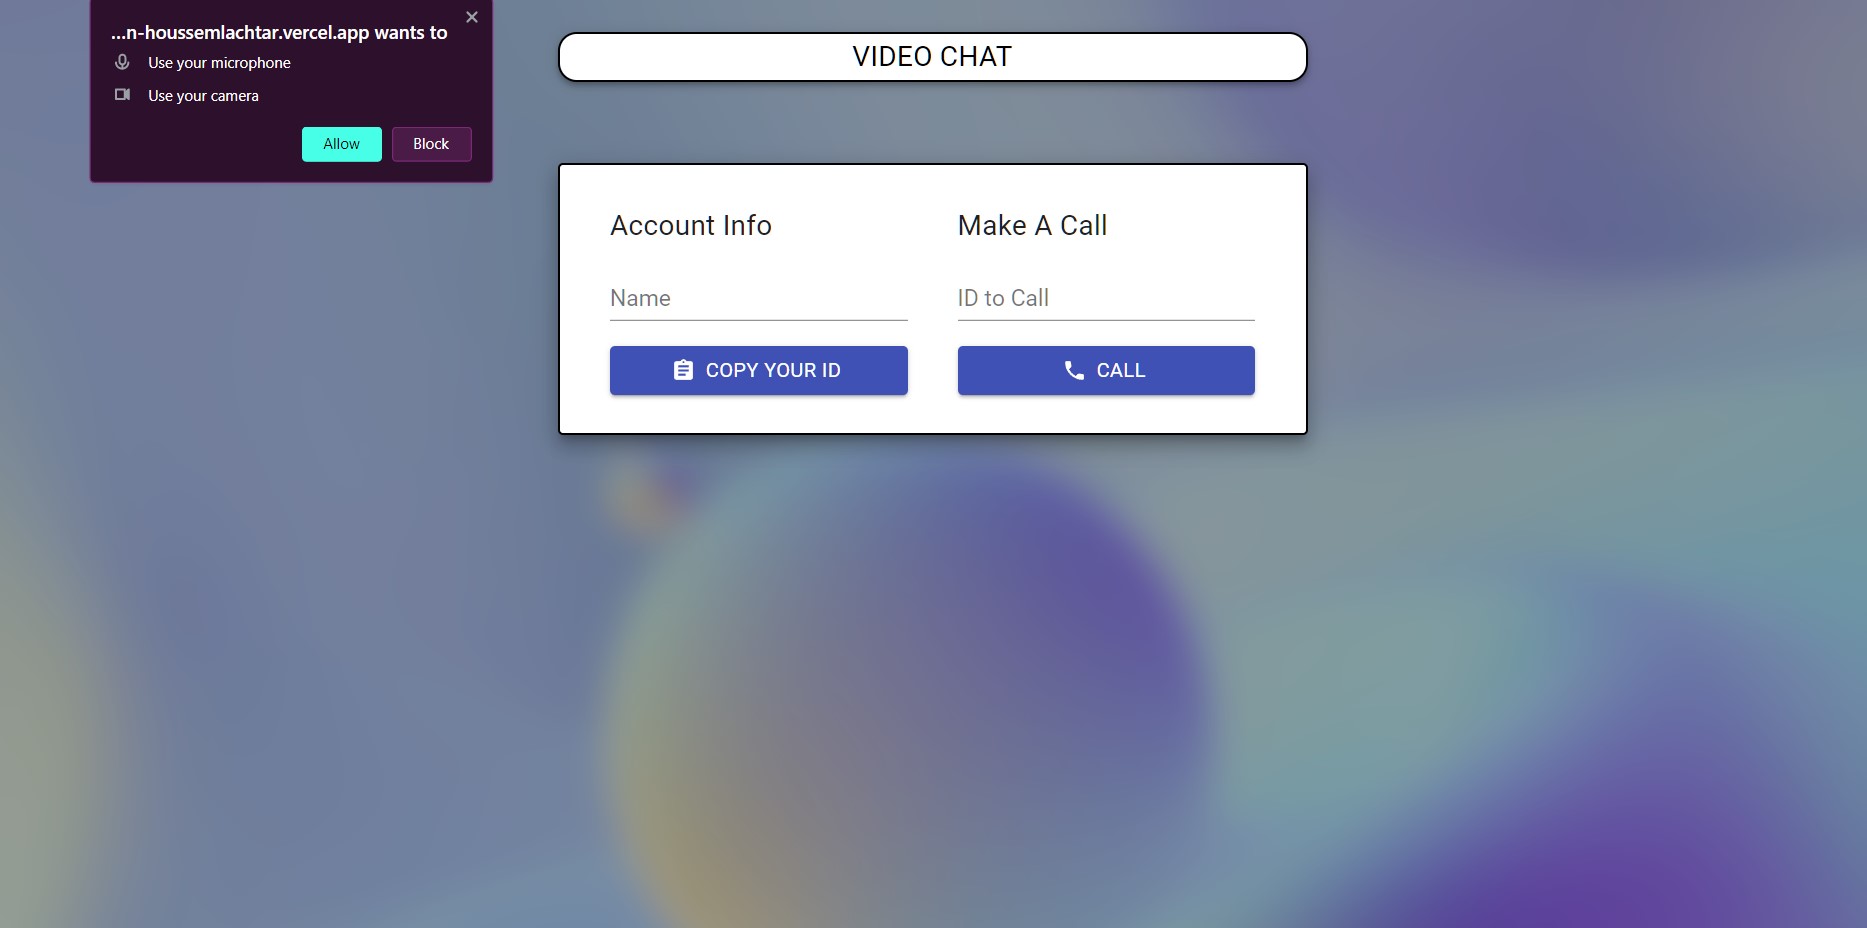 ...n-houssemlachtar.vercel.app wants to
Use your microphone
Use your camera
Allow
Block
VIDEO CHAT
Account Info
Make A Call
Name
ID to Call
COPY YOUR ID
CALL